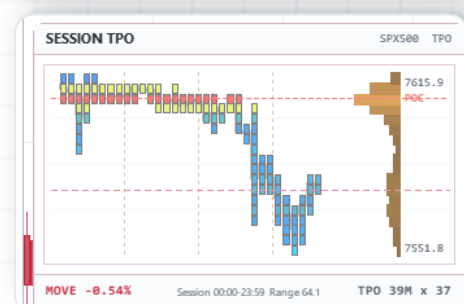 SESSION TPO
SPX500 TPO
7615.9
POC
7551.8
MOVE -0.54%
Session 00:00-23:59 Range 64.1
TPO 39M x 37